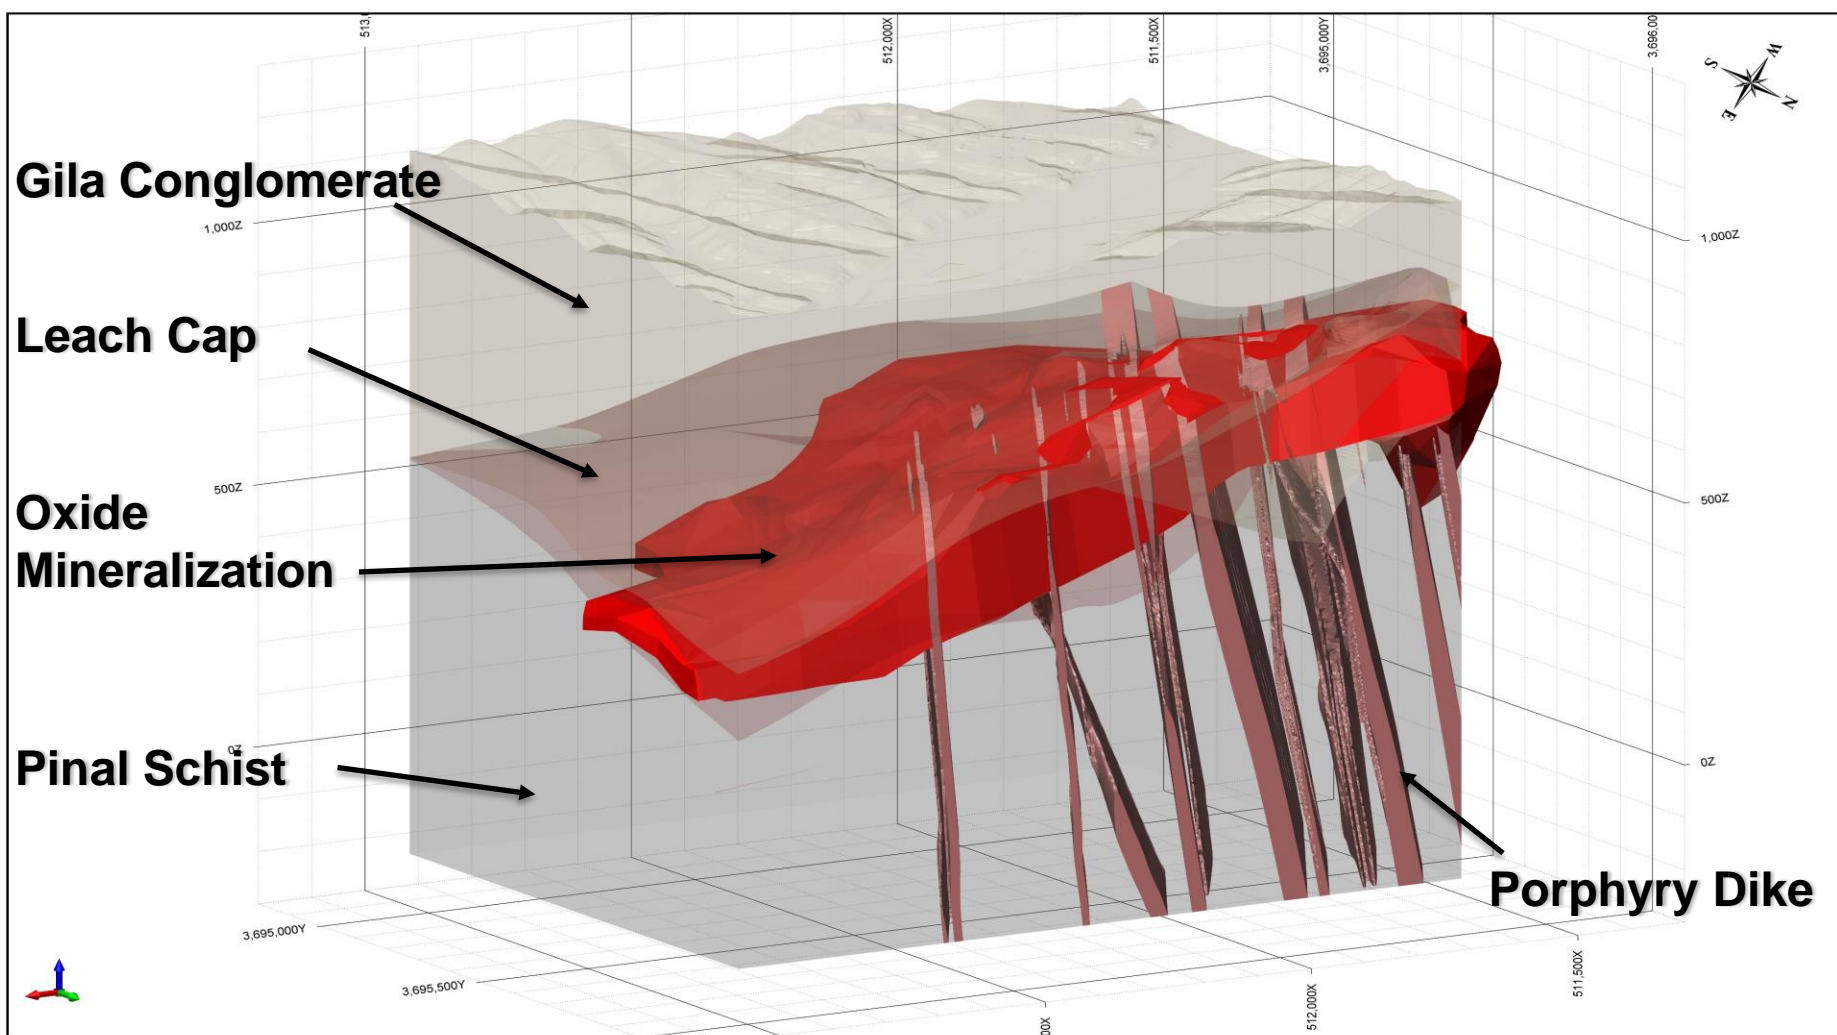 513,
512,000X
511,500X
3,695,000Y
3,696,00
S
W
E
N
Gila Conglomerate
1,000Z
1,000Z
Leach Cap
500Z
500Z
Oxide
Mineralization
0Z
0Z
Pinal Schist
Porphyry Dike
3,695,000Y
3,695,500Y
00X
512,000X
511,500X